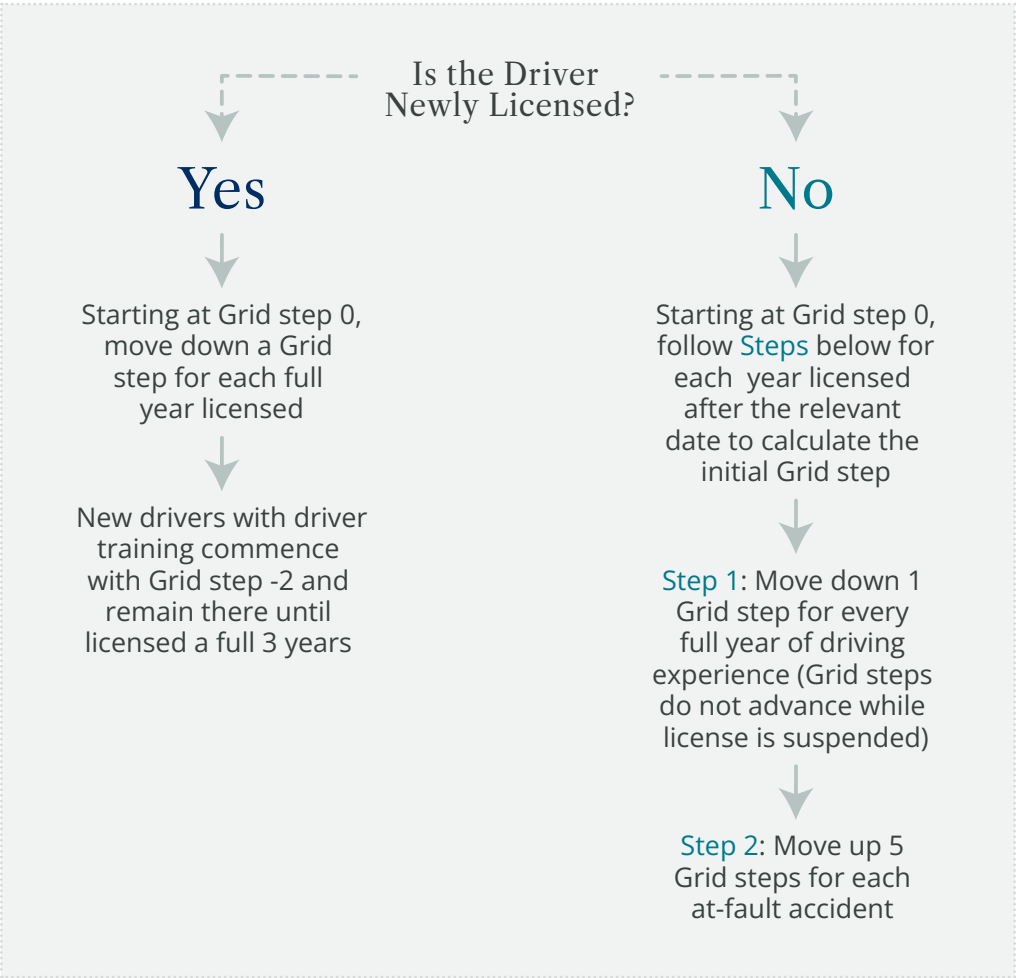 Is the Driver
Newly Licensed?
Yes
Starting at Grid step 0,
move down a Grid
step for each full
year licensed
New drivers with driver
training commence
with Grid step -2 and
remain there until
licensed a full 3 years
No
Starting at Grid step 0,
follow Steps below for
each year licensed
after the relevant
date to calculate the
initial Grid step
Step 1: Move down 1
Grid step for every
full year of driving
experience (Grid steps
do not advance while
license is suspended)
Step 2: Move up 5
Grid steps for each
at-fault accident